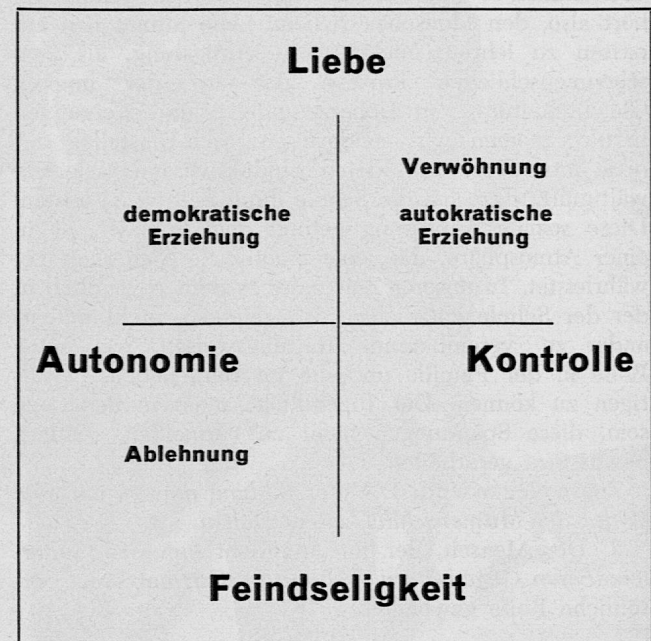 Liebe
Verwöhnung
demokratische
Erziehung
autokratische
Erziehung
Autonomie
Kontrolle
Ablehnung
Feindseligkeit